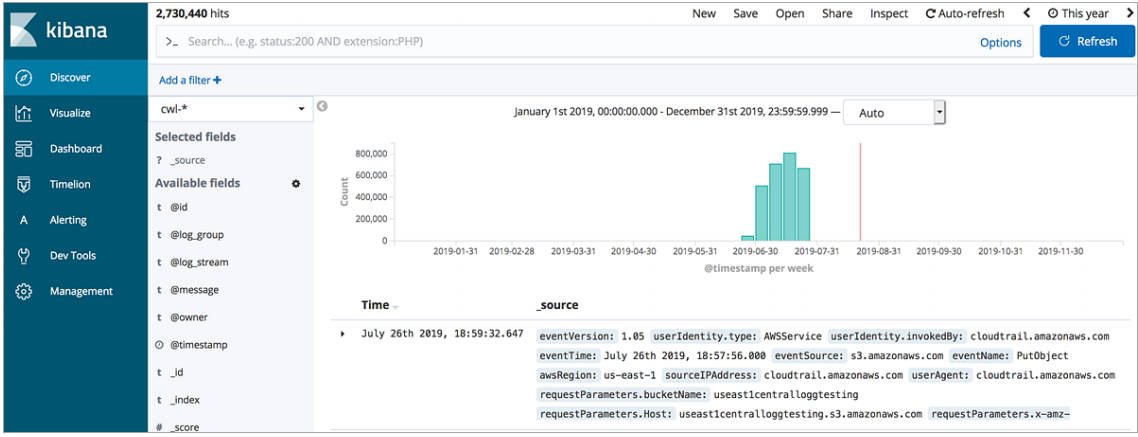 kibana
Discover
Visualize
Dashboard
Timelion
A Alerting
Dev Tools
Management
2,730,440 hits
New Save Open Share Inspect Auto-refresh This year
>_ Search... (e.g. status:200 AND extension:PHP)
Options
Refresh
Add a filter +
cwl-*
Selected fields
? _source
Available fields
t @id
t @log_group
t @log_stream
t @message
t @owner
@timestamp
t _id
t _index
# _score
January 1st 2019, 00:00:00.000 - December 31st 2019, 23:59:59.999 — Auto
Count
800,000
600,000
400,000
200,000
0
2019-01-31 2019-02-28 2019-03-31 2019-04-30 2019-05-31 2019-06-30 2019-07-31 2019-08-31 2019-09-30 2019-10-31 2019-11-30
@timestamp per week
Time _source
July 26th 2019, 18:59:32.647
eventVersion: 1.05 userIdentity.type: AWSService userIdentity.invokedBy: cloudtrail.amazonaws.com
eventTime: July 26th 2019, 18:57:56.000 eventSource: s3.amazonaws.com eventName: PutObject
awsRegion: us-east-1 sourceIPAddress: cloudtrail.amazonaws.com userAgent: cloudtrail.amazonaws.com
requestParameters.bucketName: useast1centralloggtesting
requestParameters.Host: useast1centralloggtesting.s3.amazonaws.com requestParameters.x-amz-